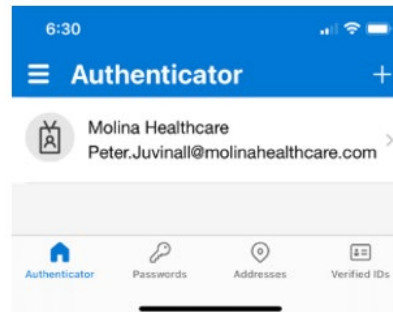 6:30
Authenticator
Molina Healthcare
Peter.Juvinall@molinahealthcare.com
Authenticator Passwords Addresses Verified IDs